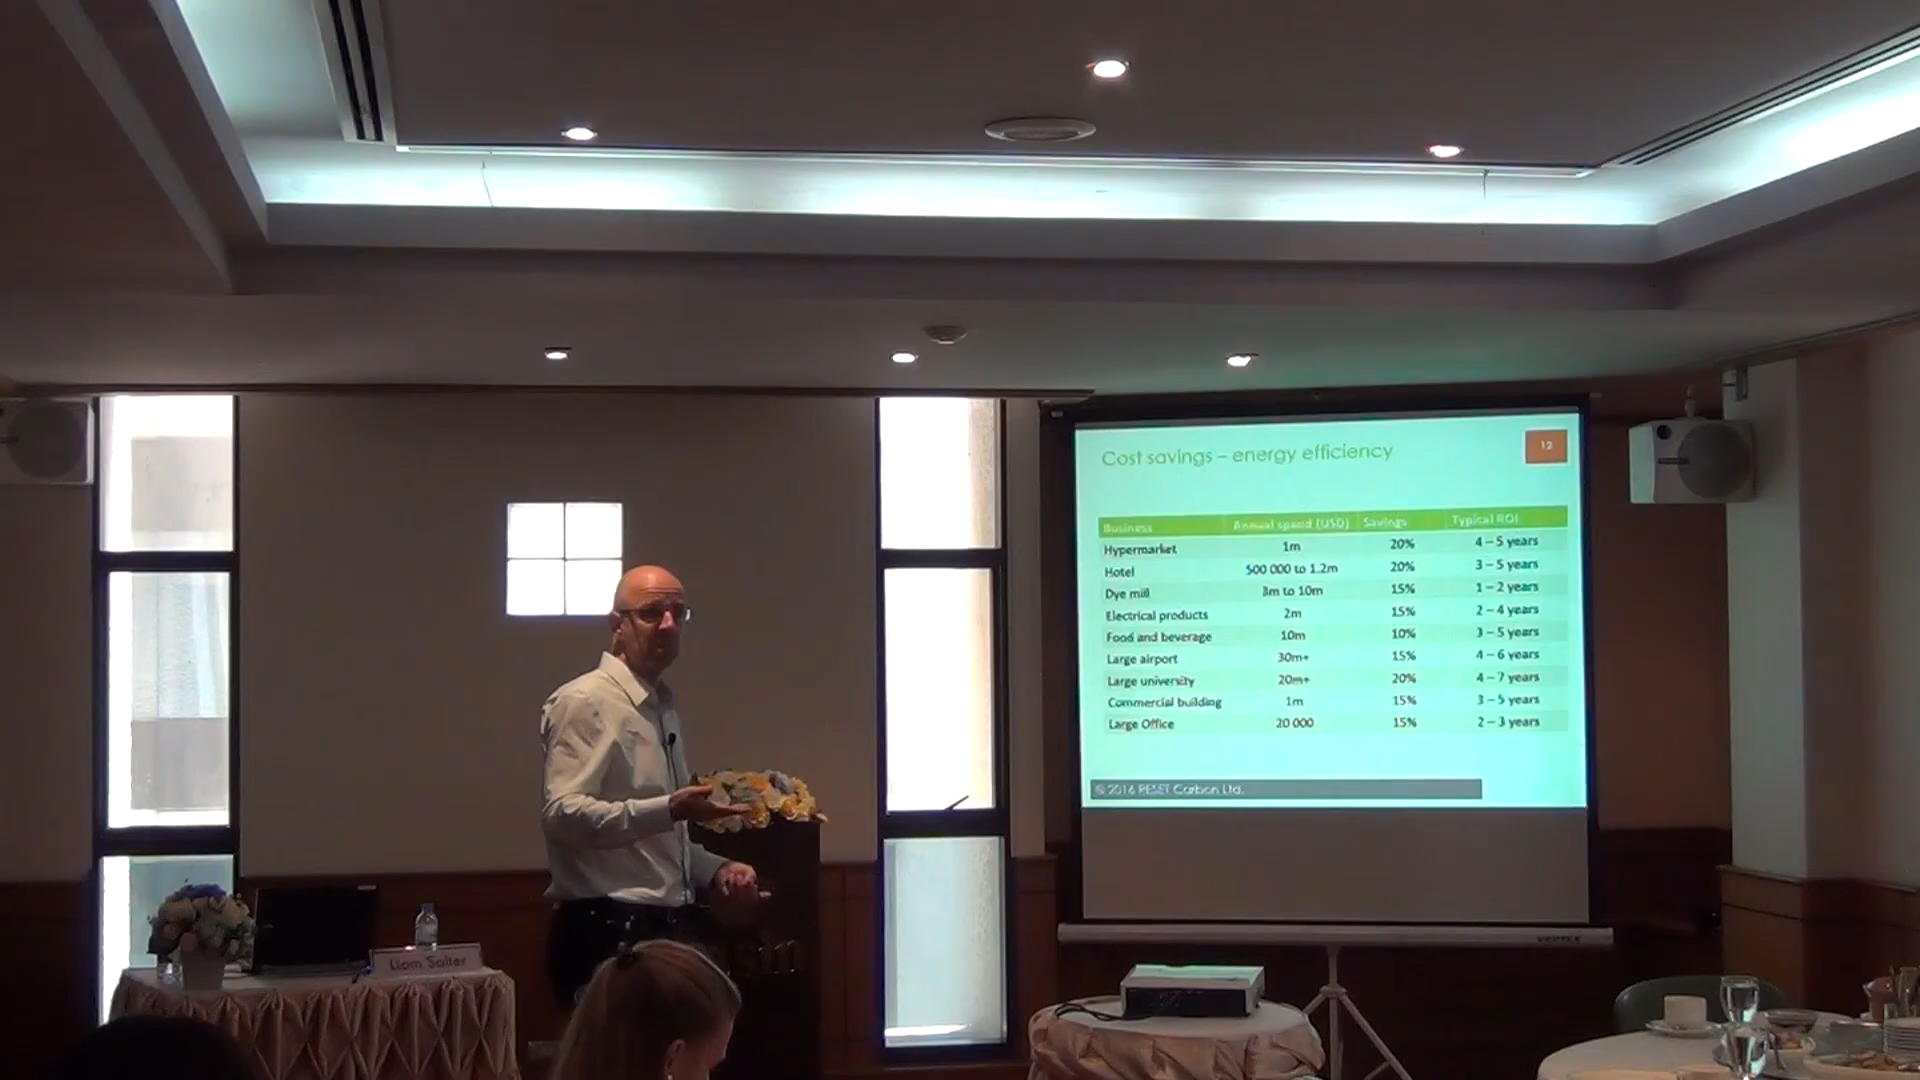 Cost savings – energy efficiency
12
Business Annual spend (USD) Savings Typical ROI
Hypermarket 1m 20% 4 – 5 years
Hotel 500 000 to 1.2m 20% 3 – 5 years
Dye mill 3m to 10m 15% 1 – 2 years
Electrical products 2m 15% 2 – 4 years
Food and beverage 10m 10% 3 – 5 years
Large airport 30m+ 15% 4 – 6 years
Large university 20m+ 20% 4 – 7 years
Commercial building 1m 15% 3 – 5 years
Large Office 20 000 15% 2 – 3 years
© 2016 RESET Carbon Ltd.
VERTEX
Liam Salter